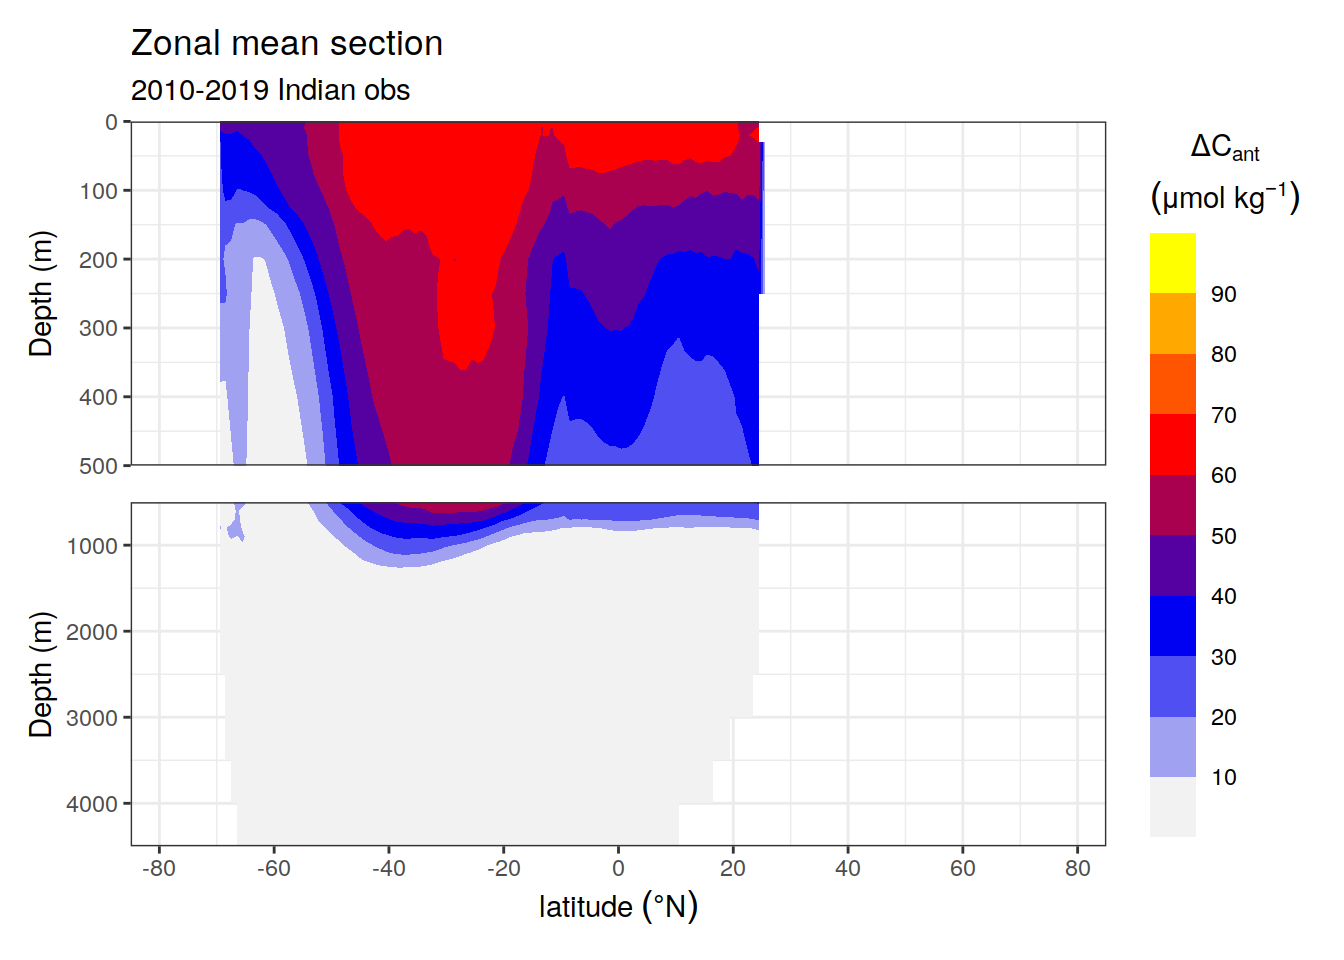 Zonal mean section
2010-2019 Indian obs
ΔCant
(μmol kg⁻¹)
0
100
200
300
400
500
Depth (m)
1000
2000
3000
4000
Depth (m)
-80 -60 -40 -20 0 20 40 60 80
latitude (°N)
90
80
70
60
50
40
30
20
10